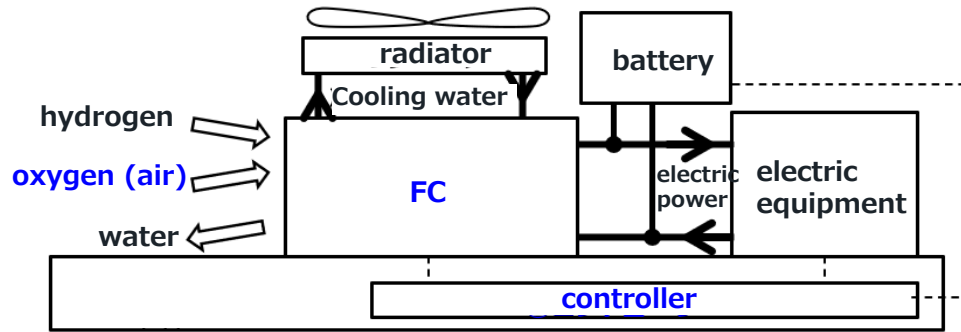 radiator
battery
Cooling water
hydrogen
oxygen (air)
FC
electric
power
electric
equipment
water
controller